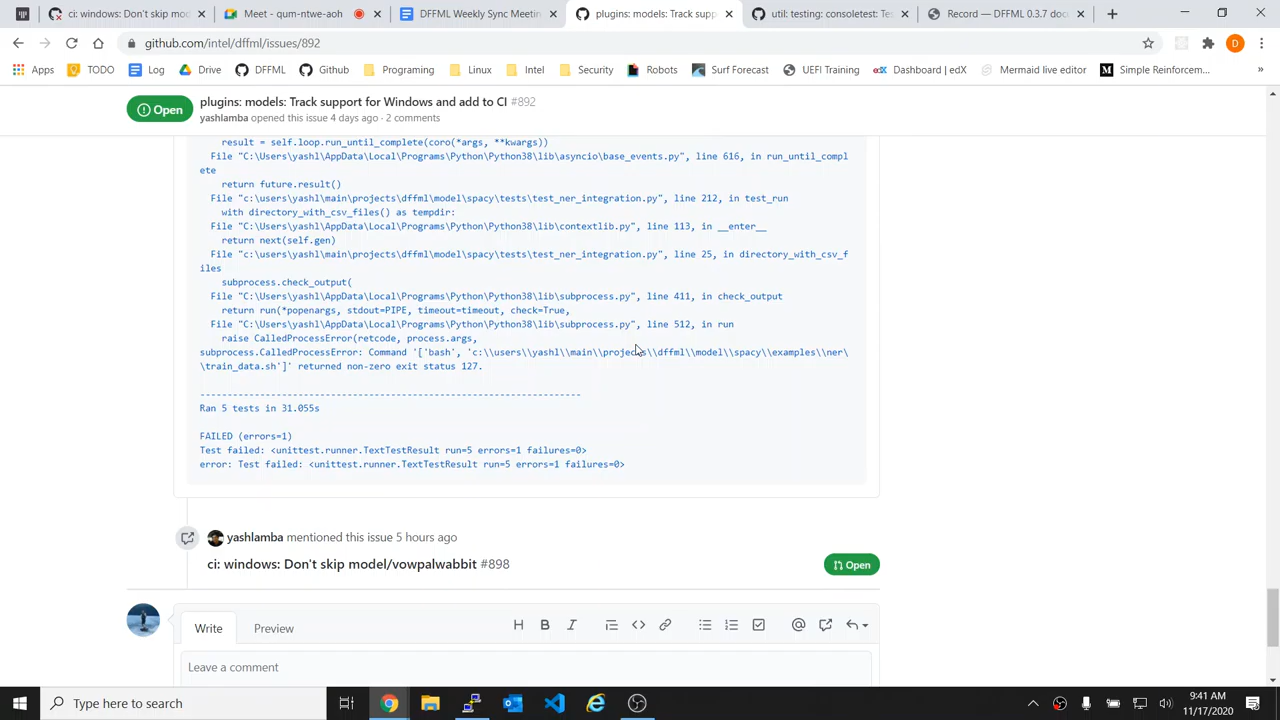 ci: windows: Don't skip mod
Meet - qum-ntwe-aoh
DFFML Weekly Sync Meetin
plugins: models: Track supp
util: testing: consoletest: Tes
Record — DFFML 0.3.7 doc
github.com/intel/dffml/issues/892
D
Apps
TODO
Log
Drive
DFFML
Github
Programing
Linux
Intel
Security
Robots
Surf Forecast
UEFI Training
edX
Dashboard | edX
Mermaid live editor
M
Simple Reinforcem...
»
Open
plugins: models: Track support for Windows and add to CI #892
yashlamba opened this issue 4 days ago · 2 comments
result = self.loop.run_until_complete(coro(*args, **kwargs))
File "C:\Users\yashl\AppData\Local\Programs\Python\Python38\lib\asyncio\base_events.py", line 616, in run_until_compl
ete
return future.result()
File "c:\users\yashl\main\projects\dffml\model\spacy\tests\test_ner_integration.py", line 212, in test_run
with directory_with_csv_files() as tempdir:
File "C:\Users\yashl\AppData\Local\Programs\Python\Python38\lib\contextlib.py", line 113, in __enter__
return next(self.gen)
File "c:\users\yashl\main\projects\dffml\model\spacy\tests\test_ner_integration.py", line 25, in directory_with_csv_f
iles
subprocess.check_output(
File "C:\Users\yashl\AppData\Local\Programs\Python\Python38\lib\subprocess.py", line 411, in check_output
return run(*popenargs, stdout=PIPE, timeout=timeout, check=True,
File "C:\Users\yashl\AppData\Local\Programs\Python\Python38\lib\subprocess.py", line 512, in run
raise CalledProcessError(retcode, process.args,
subprocess.CalledProcessError: Command '['bash', 'c:\\users\\yashl\\main\\projects\\dffml\\model\\spacy\\examples\\ner\
\train_data.sh']' returned non-zero exit status 127.
----------------------------------------------------------------------
Ran 5 tests in 31.055s
FAILED (errors=1)
Test failed: <unittest.runner.TextTestResult run=5 errors=1 failures=0>
error: Test failed: <unittest.runner.TextTestResult run=5 errors=1 failures=0>
yashlamba mentioned this issue 5 hours ago
ci: windows: Don't skip model/vowpalwabbit #898
Open
Write
Preview
Leave a comment
Type here to search
9:41 AM
11/17/2020